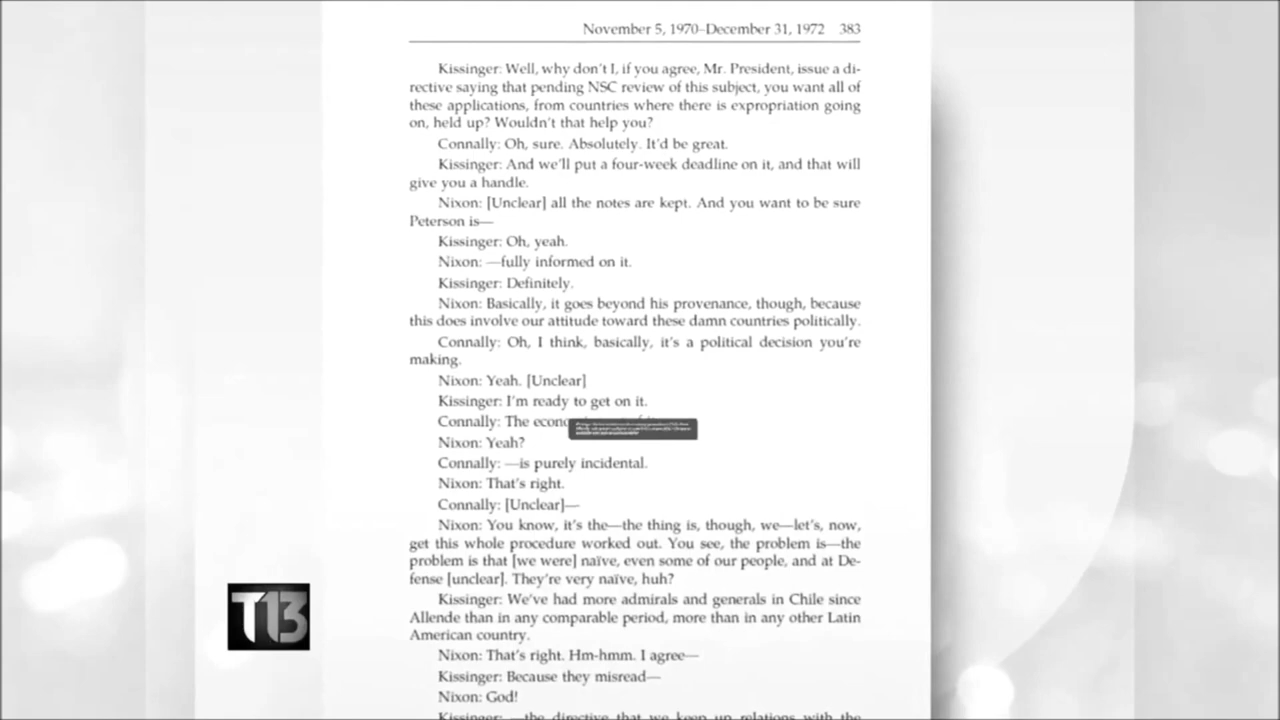 November 5, 1970–December 31, 1972 383
Kissinger: Well, why don't I, if you agree, Mr. President, issue a di-
rective saying that pending NSC review of this subject, you want all of
these applications, from countries where there is expropriation going
on, held up? Wouldn't that help you?
Connally: Oh, sure. Absolutely. It'd be great.
Kissinger: And we'll put a four-week deadline on it, and that will
give you a handle.
Nixon: [Unclear] all the notes are kept. And you want to be sure
Peterson is—
Kissinger: Oh, yeah.
Nixon: —fully informed on it.
Kissinger: Definitely.
Nixon: Basically, it goes beyond his provenance, though, because
this does involve our attitude toward these damn countries politically.
Connally: Oh, I think, basically, it's a political decision you're
making.
Nixon: Yeah. [Unclear]
Kissinger: I'm ready to get on it.
Connally: The
Nixon: Yeah?
Connally: —is purely incidental.
Nixon: That's right.
Connally: [Unclear]—
Nixon: You know, it's the—the thing is, though, we—let's, now,
get this whole procedure worked out. You see, the problem is—the
problem is that [we were] naïve, even some of our people, and at De-
fense [unclear]. They're very naïve, huh?
Kissinger: We've had more admirals and generals in Chile since
Allende than in any comparable period, more than in any other Latin
American country.
Nixon: That's right. Hm-hmm. I agree—
Kissinger: Because they misread—
Nixon: God!
Kissinger: —the directive that we keep up relations with the
T13